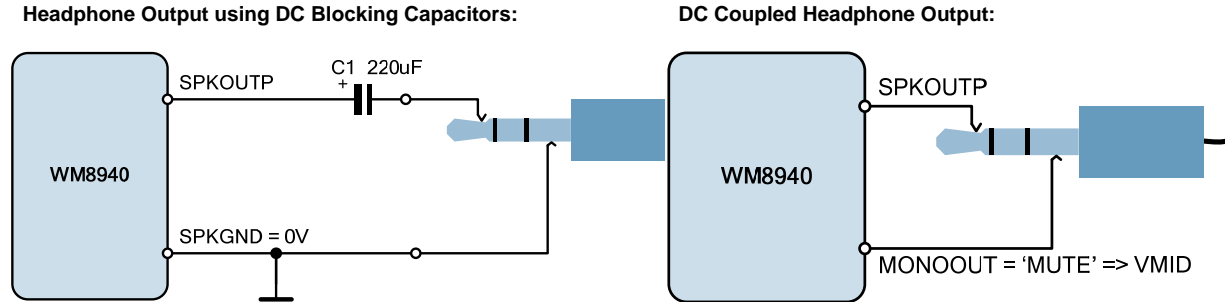 Headphone Output using DC Blocking Capacitors:
DC Coupled Headphone Output:
C1 220uF
+
SPKOUTP
WM8940
SPKGND = 0V
SPKOUTP
WM8940
MONOOUT = 'MUTE' => VMID